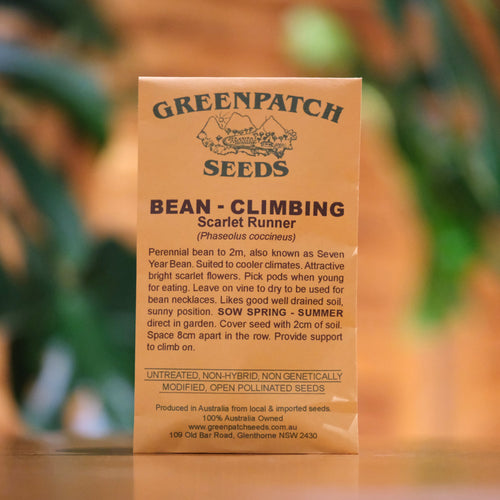 GREENPATCH
SEEDS
BEAN - CLIMBING
Scarlet Runner
(Phaseolus coccineus)
Perennial bean to 2m, also known as Seven
Year Bean. Suited to cooler climates. Attractive
bright scarlet flowers. Pick pods when young
for eating. Leave on vine to dry to be used for
bean necklaces. Likes good well drained soil,
sunny position. SOW SPRING - SUMMER
direct in garden. Cover seed with 2cm of soil.
Space 8cm apart in the row. Provide support
to climb on.
UNTREATED, NON-HYBRID, NON GENETICALLY
MODIFIED, OPEN POLLINATED SEEDS
Produced in Australia from local & imported seeds.
100% Australian Owned
www.greenpatchseeds.com.au
109 Old Bar Road, Glenthorne NSW 2430